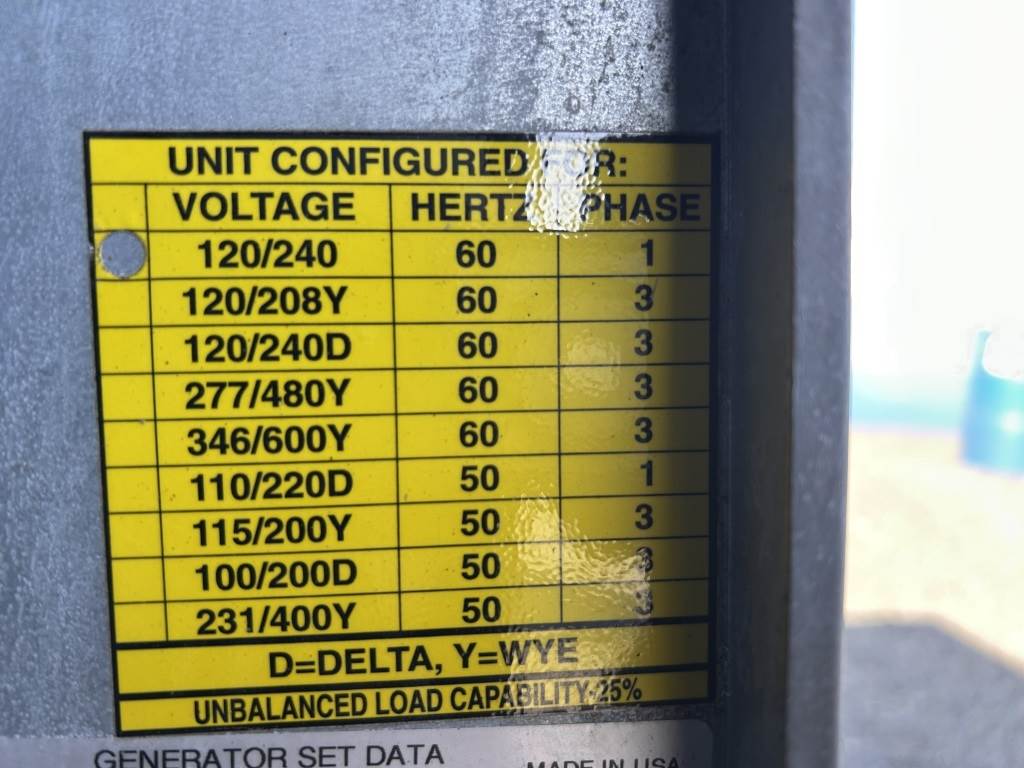 UNIT CONFIGURED FOR:
VOLTAGE HERTZ PHASE
120/240 60 1
120/208Y 60 3
120/240D 60 3
277/480Y 60 3
346/600Y 60 3
110/220D 50 1
115/200Y 50 3
100/200D 50 3
231/400Y 50 3
D=DELTA, Y=WYE
UNBALANCED LOAD CAPABILITY-25%
GENERATOR SET DATA
MADE IN USA